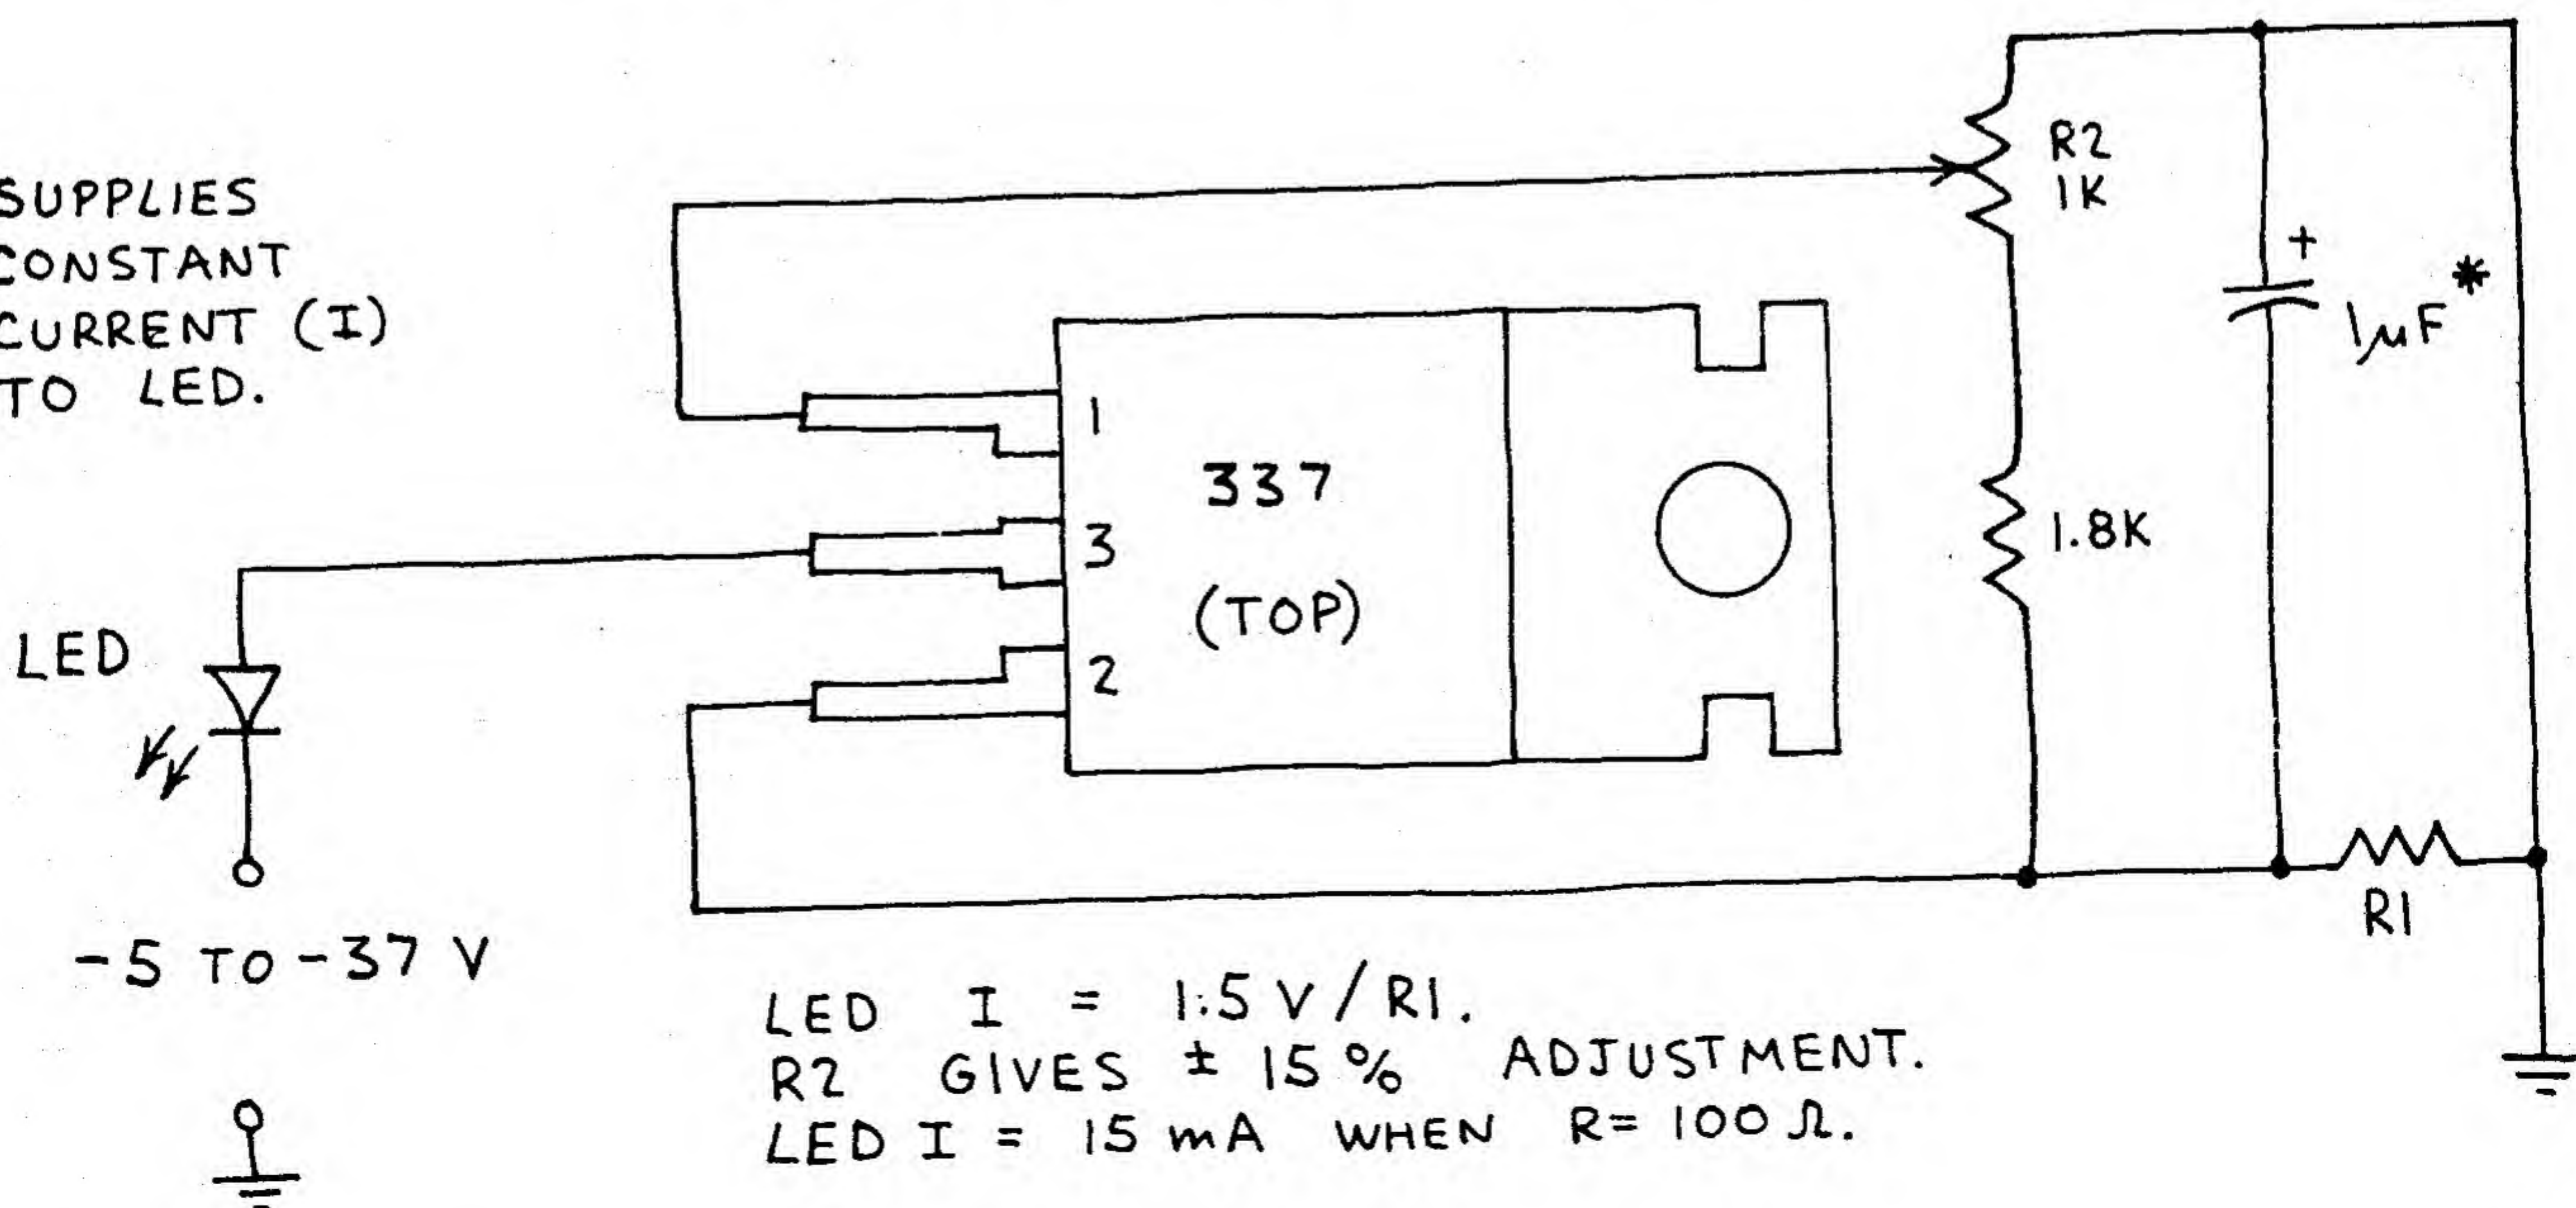 SUPPLIES
CONSTANT
CURRENT (I)
TO LED.
R2
1K
+
1µF*
1
337
3
1.8K
(TOP)
LED
2
R1
-5 TO -37 V
LED I = 1.5 V / R1.
R2 GIVES ± 15 % ADJUSTMENT.
LED I = 15 mA WHEN R= 100 Ω.